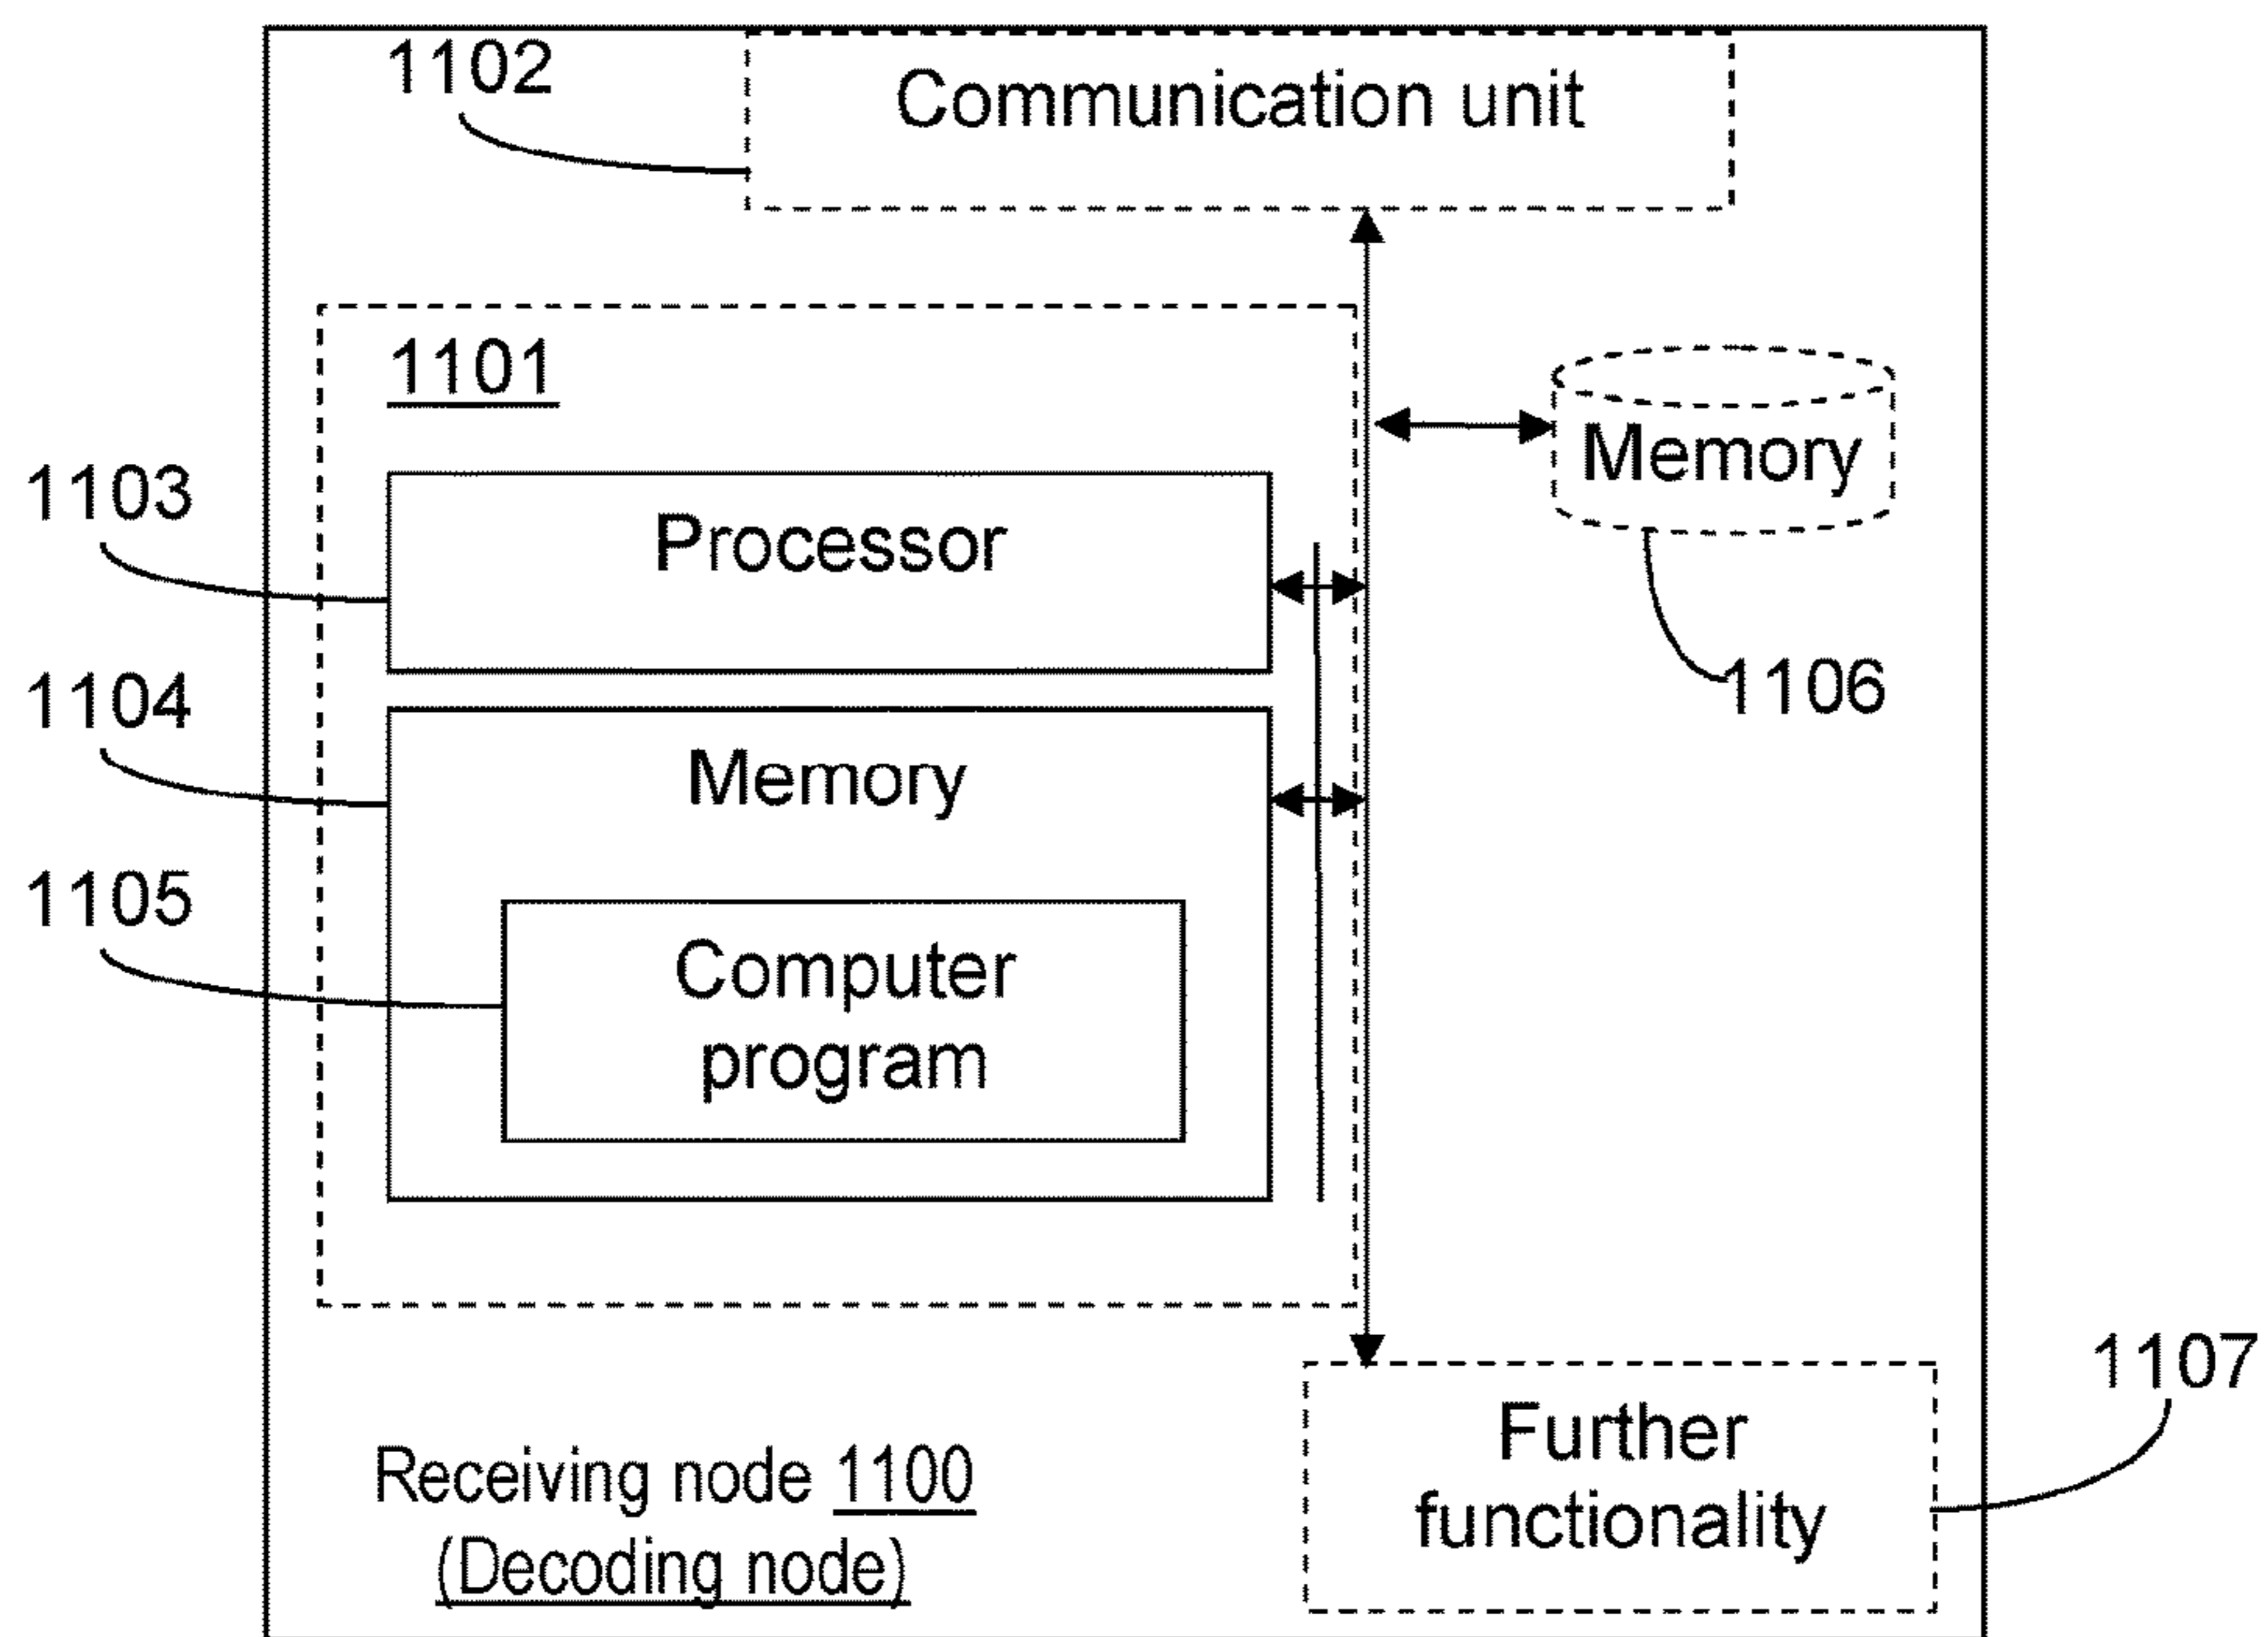 1102
Communication unit
1101
1103
Processor
Memory
1106
1104
Memory
1105
Computer
program
1107
Further
functionality
Receiving node 1100
(Decoding node)